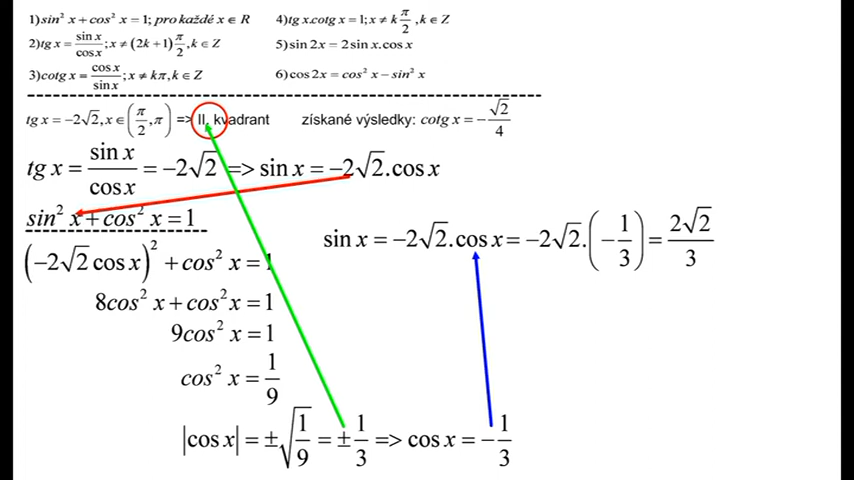 1) sin² x + cos² x = 1; pro každé x ∈ R
2) tg x = sin x / cos x; x ≠ (2k + 1) π/2, k ∈ Z
3) cotg x = cos x / sin x; x ≠ kπ, k ∈ Z
4) tg x.cotg x = 1; x ≠ k π/2, k ∈ Z
5) sin 2x = 2 sin x.cos x
6) cos 2x = cos² x − sin² x
tg x = −2√2, x ∈ (π/2, π) => II. kvadrant získané výsledky: cotg x = −√2/4
tg x = sin x / cos x = −2√2 => sin x = −2√2.cos x
sin² x + cos² x = 1
(−2√2 cos x)² + cos² x = 1
8cos² x + cos² x = 1
9cos² x = 1
cos² x = 1/9
|cos x| = ±√(1/9) = ±1/3 => cos x = −1/3
sin x = −2√2.cos x = −2√2.(−1/3) = 2√2/3